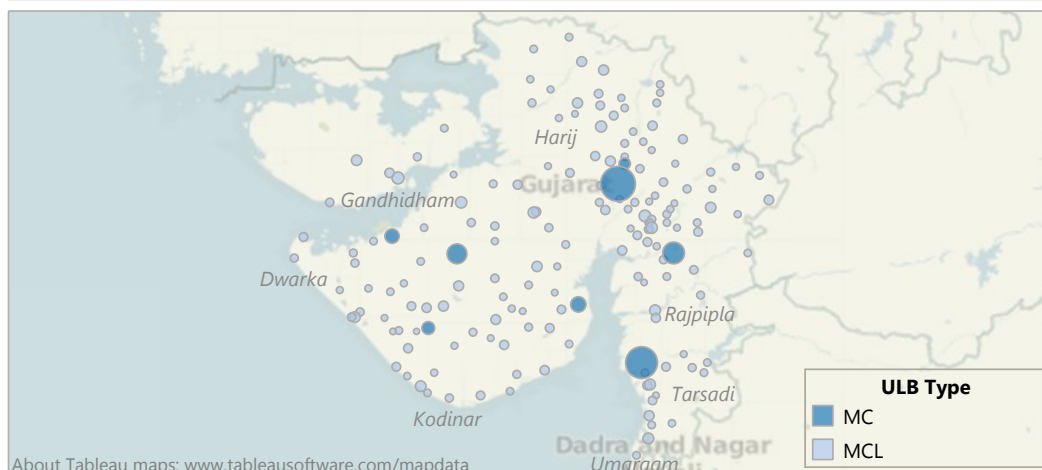 Harij
Gujarat
Gandhidham
Dwarka
Rajpipla
Tarsadi
Kodinar
ULB Type
MC
MCL
Dadra and Nagar
Umargam
About Tableau maps: www.tableausoftware.com/mapdata